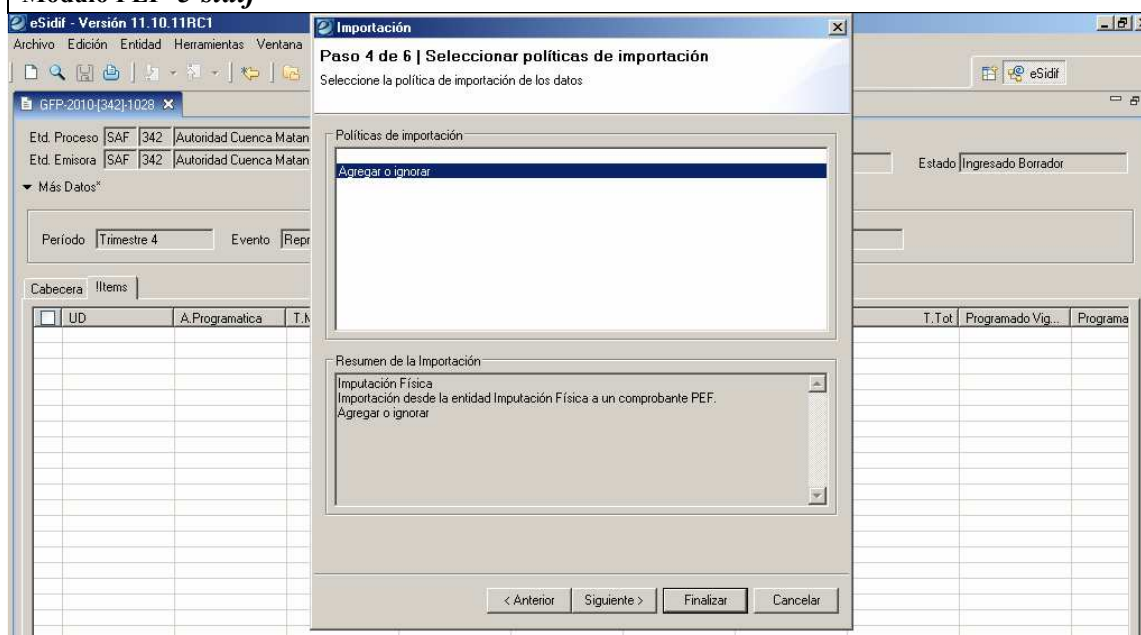 eSidif - Versión 11.10.11RC1
Archivo Edición Entidad Herramientas Ventana
eSidif
GFP-2010-[342]-1028
Etd. Proceso SAF 342 Autoridad Cuenca Matan
Etd. Emisora SAF 342 Autoridad Cuenca Matan
Estado Ingresado Borrador
Más Datos"
Período Trimestre 4 Evento Repr
Cabecera !Items
UD A.Programatica T.Tot Programado Vig... Programa
Importación
Paso 4 de 6 | Seleccionar políticas de importación
Seleccione la política de importación de los datos
Políticas de importación
Agregar o ignorar
Resumen de la Importación
Imputación Física
Importación desde la entidad Imputación Física a un comprobante PEF.
Agregar o ignorar
< Anterior Siguiente > Finalizar Cancelar